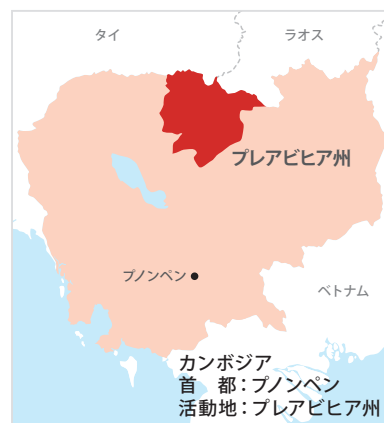 タイ
ラオス
プレアビヒア州
プノンペン
ベトナム
カンボジア
首　都：プノンペン
活動地：プレアビヒア州